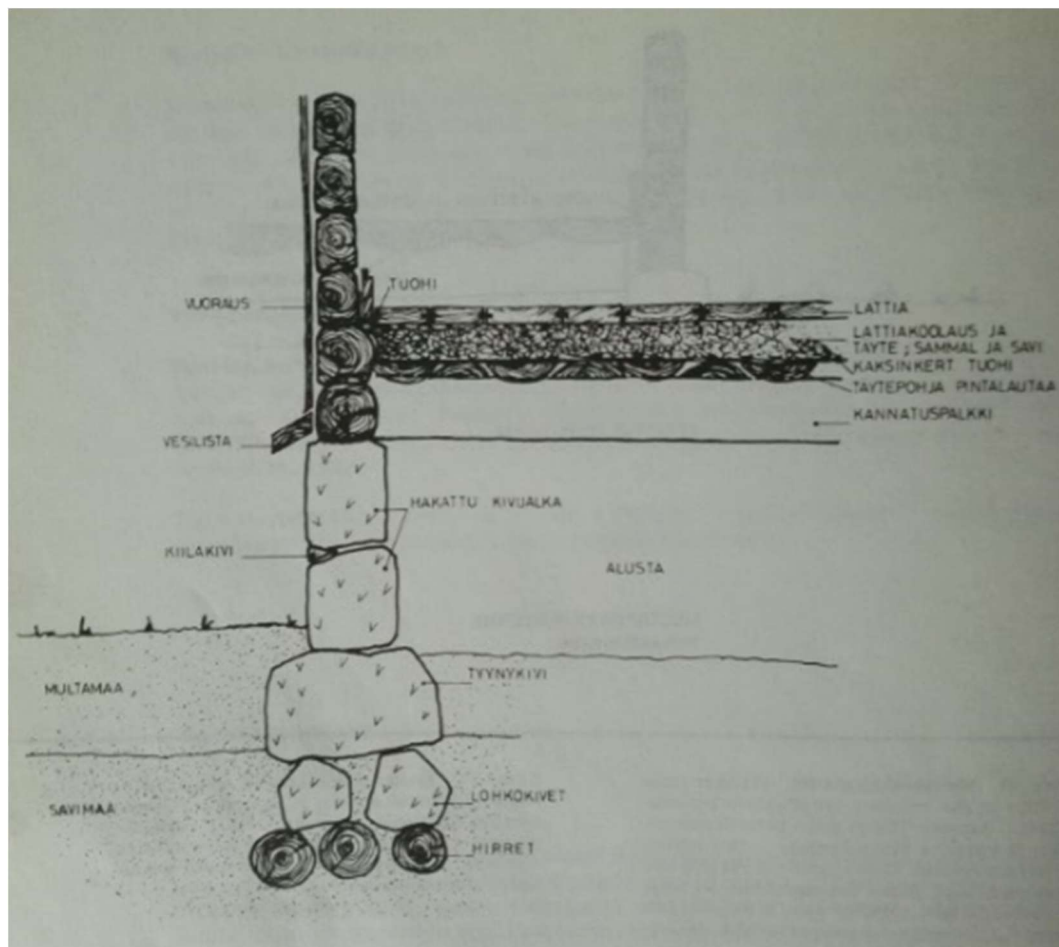 TUOHI
VUORAUS
LATTIA
LATTIAKOOLAUS JA
TÄYTE ; SAMMAL JA SAVI
KAKSINKERT TUOHI
TÄYTEPOHJA PINTALAUTAA
KANNATUSPALKKI
VESILISTA
HAKATTU KIVIJALKA
KIILAKIVI
ALUSTA
TYYNYKIVI
MULTAMAA
LOHKOKIVET
SAVIMAA
HIRRET